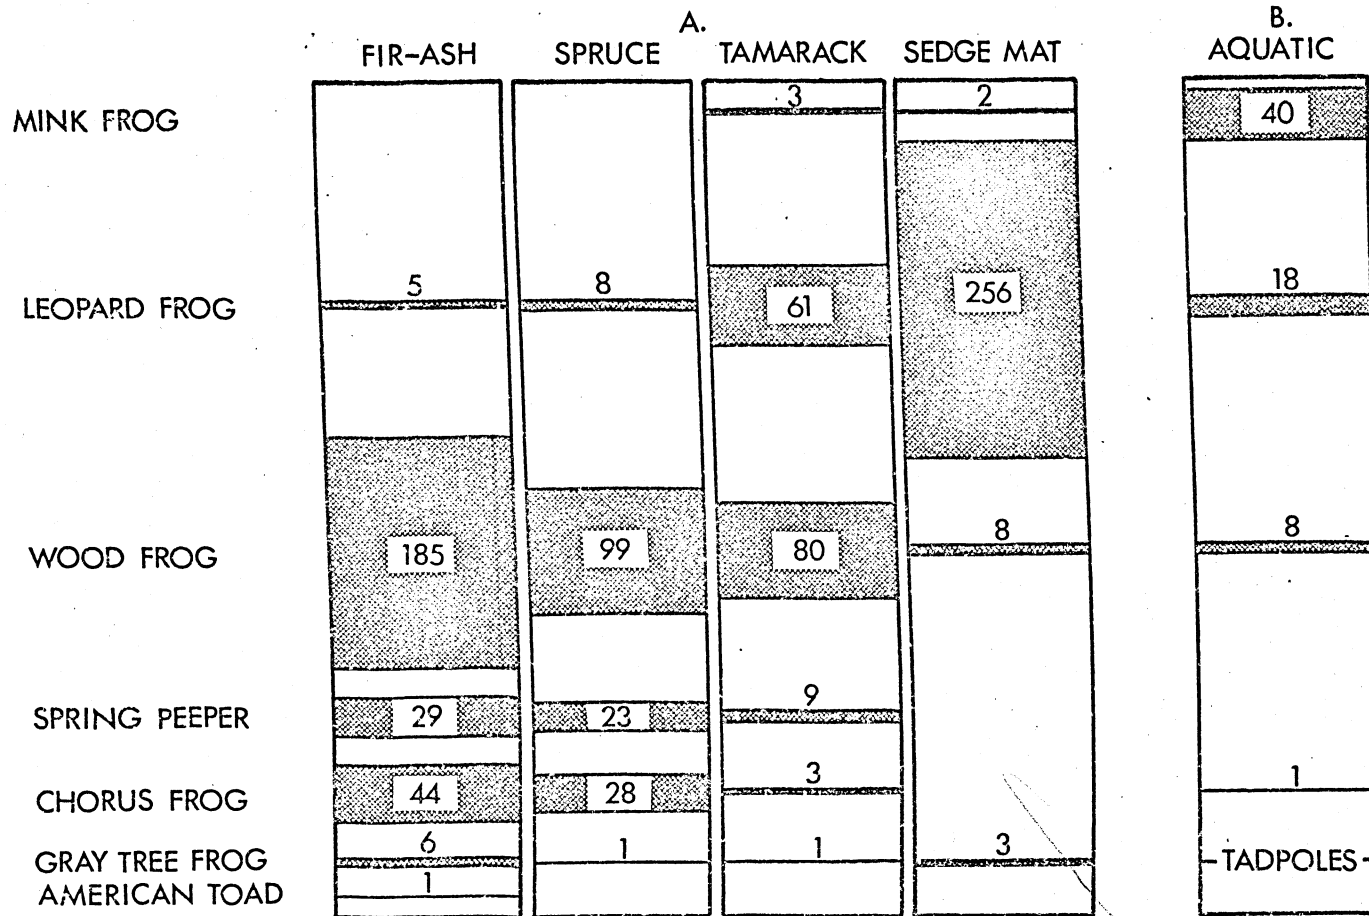 A. B.
FIR-ASH SPRUCE TAMARACK SEDGE MAT AQUATIC
3 2
MINK FROG 40
5 8 18
LEOPARD FROG 61 256
8 8
WOOD FROG 185 99 80
9
SPRING PEEPER 29 23
3 1
CHORUS FROG 44 28
6 1 1 3
GRAY TREE FROG -TADPOLES-
AMERICAN TOAD 1